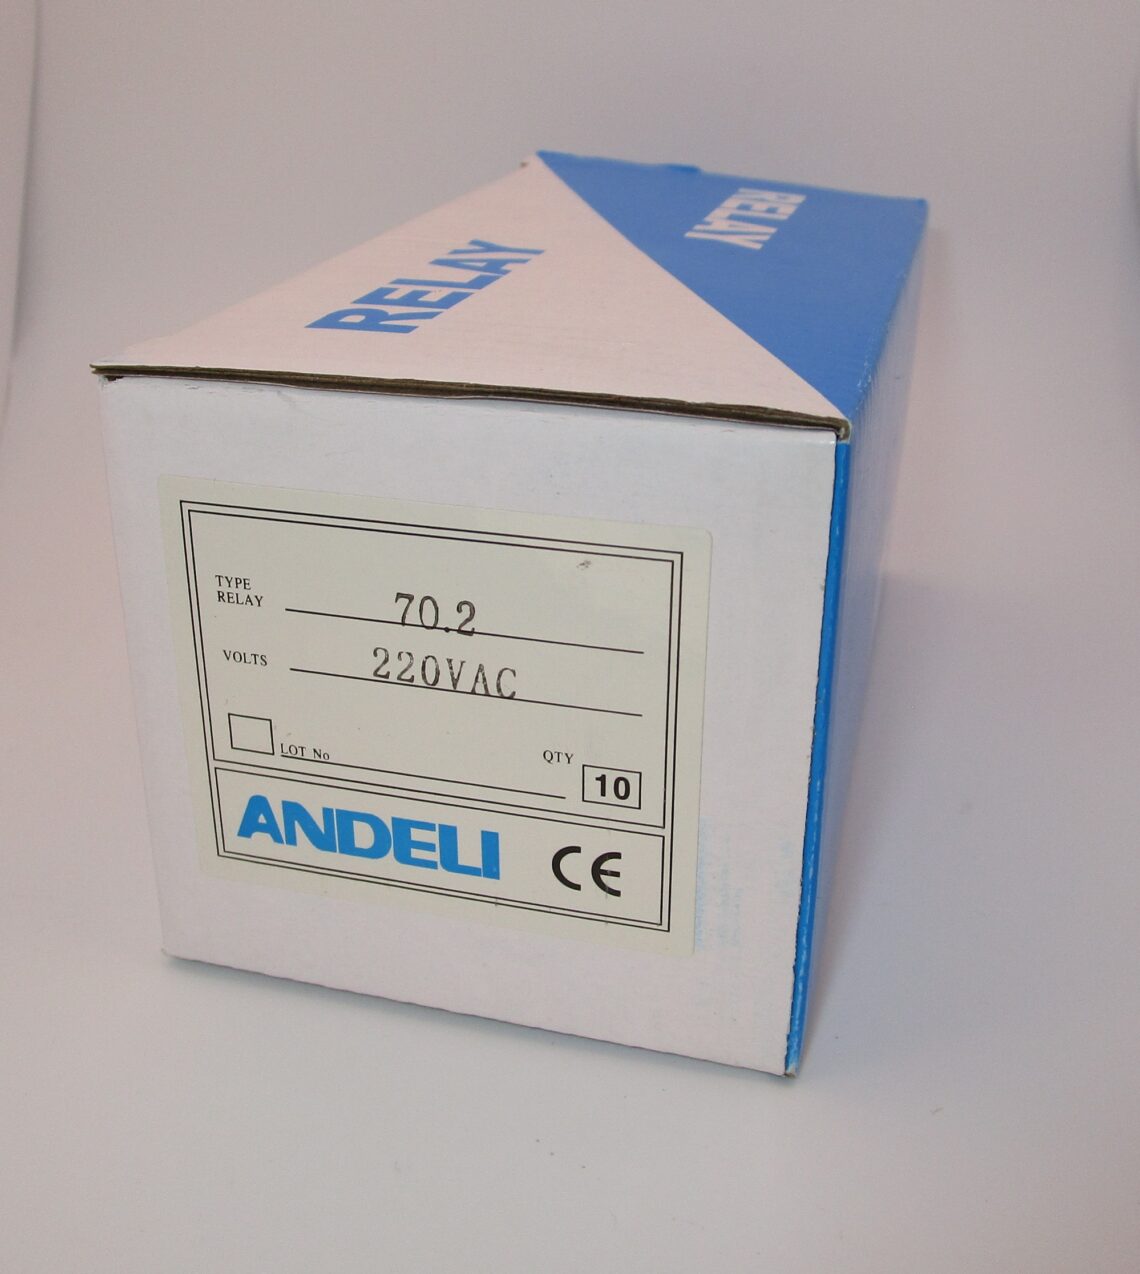 RELAY
RELAY
TYPE
RELAY 70.2
VOLTS 220VAC
LOT No QTY 10
ANDELI CE